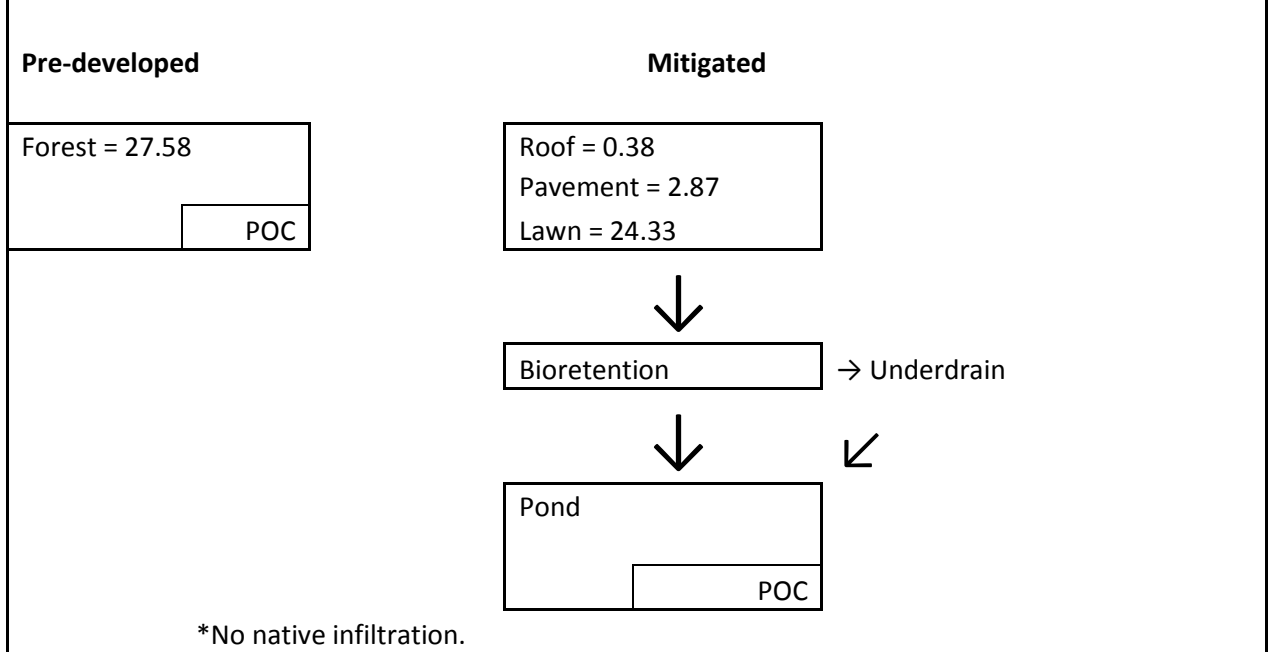 Pre-developed
Mitigated
Forest = 27.58
POC
Roof = 0.38
Pavement = 2.87
Lawn = 24.33
Bioretention
→ Underdrain
Pond
POC
*No native infiltration.